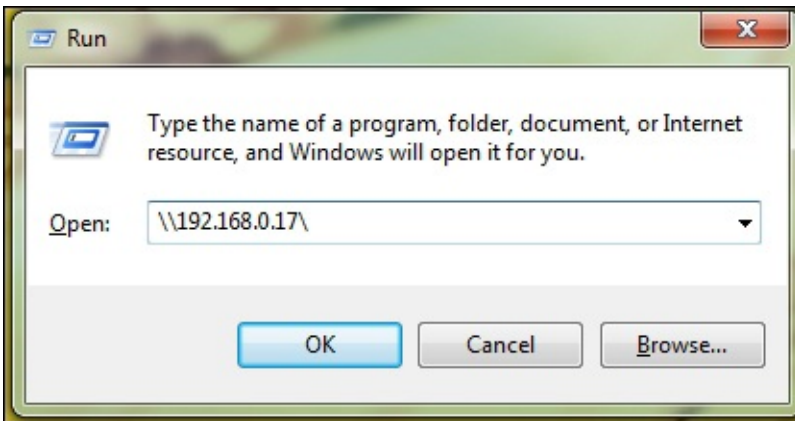 Run
Type the name of a program, folder, document, or Internet
resource, and Windows will open it for you.
Open: \\192.168.0.17\
OK Cancel Browse...